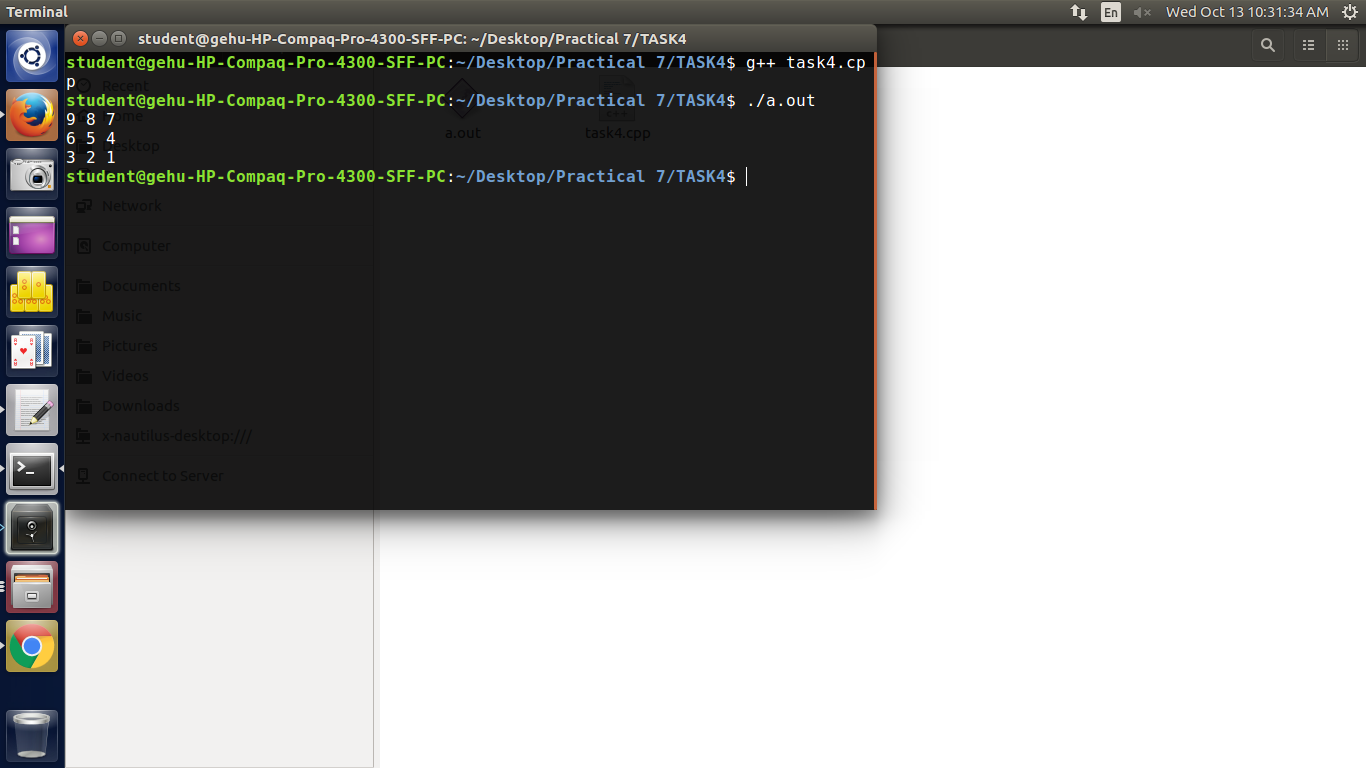 Terminal
En
Wed Oct 13 10:31:34 AM
student@gehu-HP-Compaq-Pro-4300-SFF-PC: ~/Desktop/Practical 7/TASK4
student@gehu-HP-Compaq-Pro-4300-SFF-PC:~/Desktop/Practical 7/TASK4$ g++ task4.cp
p
student@gehu-HP-Compaq-Pro-4300-SFF-PC:~/Desktop/Practical 7/TASK4$ ./a.out
9 8 7
6 5 4
3 2 1
student@gehu-HP-Compaq-Pro-4300-SFF-PC:~/Desktop/Practical 7/TASK4$
Recent
Home
Desktop
Network
Computer
Documents
Music
Pictures
Videos
Downloads
x-nautilus-desktop:///
Connect to Server
a.out
task4.cpp